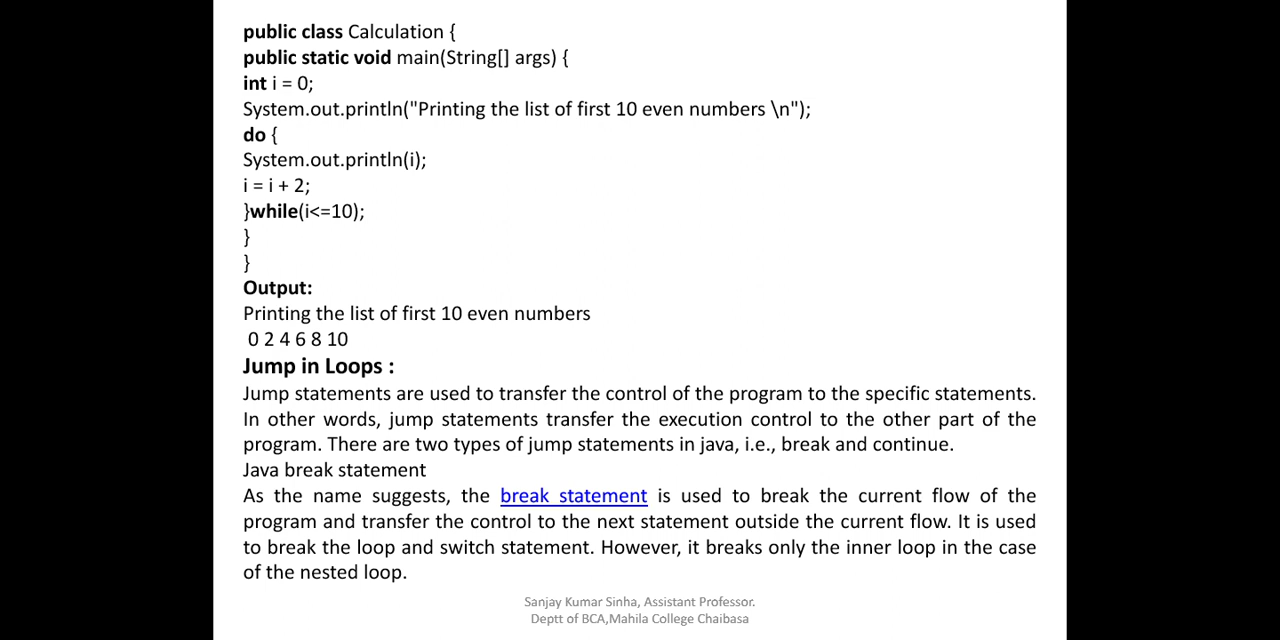 public class Calculation {
public static void main(String[] args) {
int i = 0;
System.out.println("Printing the list of first 10 even numbers \n");
do {
System.out.println(i);
i = i + 2;
}while(i<=10);
}
}
Output:
Printing the list of first 10 even numbers
0 2 4 6 8 10
Jump in Loops :
Jump statements are used to transfer the control of the program to the specific statements.
In other words, jump statements transfer the execution control to the other part of the
program. There are two types of jump statements in java, i.e., break and continue.
Java break statement
As the name suggests, the break statement is used to break the current flow of the
program and transfer the control to the next statement outside the current flow. It is used
to break the loop and switch statement. However, it breaks only the inner loop in the case
of the nested loop.
Sanjay Kumar Sinha, Assistant Professor.
Deptt of BCA,Mahila College Chaibasa